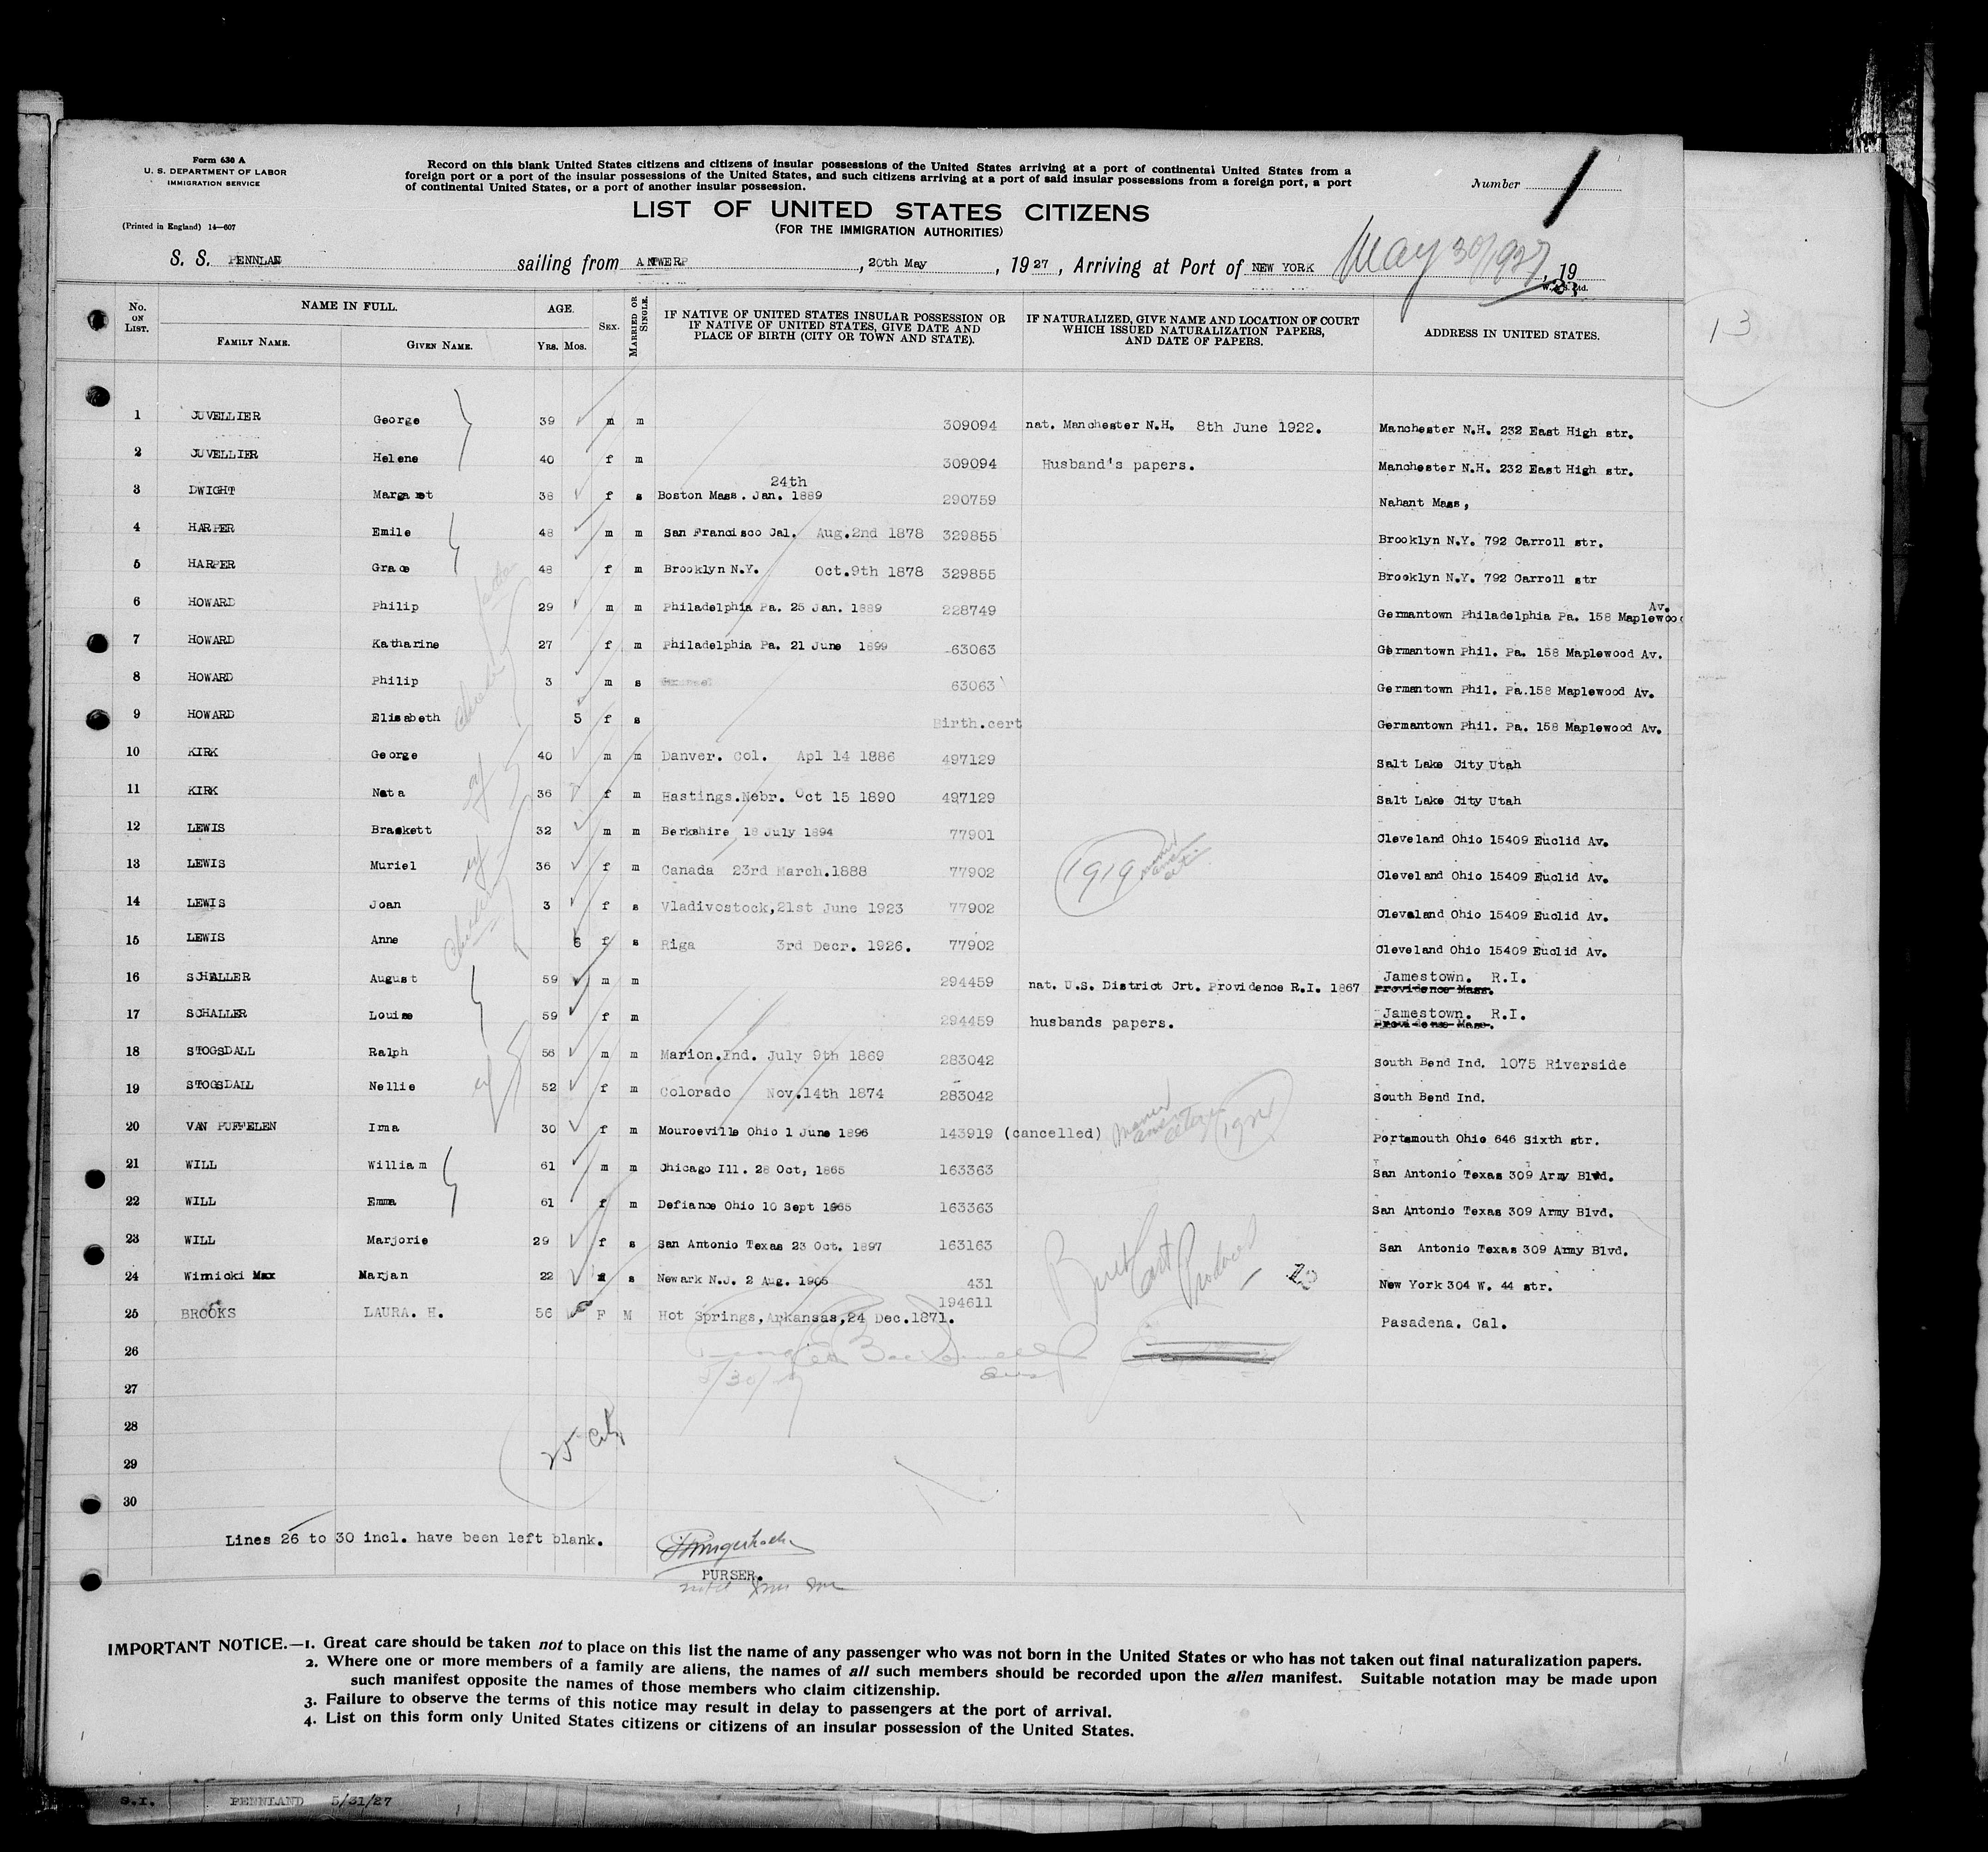 Form 630 A
U. S. DEPARTMENT OF LABOR
IMMIGRATION SERVICE
(Printed in England) 14—607
Record on this blank United States citizens and citizens of insular possessions of the United States arriving at a port of continental United States from a
foreign port or a port of the insular possessions of the United States, and such citizens arriving at a port of said insular possessions from a foreign port, a port
of continental United States, or a port of another insular possession.
Number 1
LIST OF UNITED STATES CITIZENS
(FOR THE IMMIGRATION AUTHORITIES)
S. S. PENNLAN sailing from ANTWERP, 20th May, 1927, Arriving at Port of NEW YORK May 30/1927, 19
13
No. ON LIST. NAME IN FULL. FAMILY NAME. GIVEN NAME. AGE. YRS. MOS. SEX. MARRIED OR SINGLE. IF NATIVE OF UNITED STATES INSULAR POSSESSION OR IF NATIVE OF UNITED STATES, GIVE DATE AND PLACE OF BIRTH (CITY OR TOWN AND STATE). IF NATURALIZED, GIVE NAME AND LOCATION OF COURT WHICH ISSUED NATURALIZATION PAPERS, AND DATE OF PAPERS. ADDRESS IN UNITED STATES.
1 CUVELLIER George 39 m m 309094 nat. Manchester N.H. 8th June 1922. Manchester N.H. 232 East High str.
2 CUVELLIER Helene 40 f m 309094 Husband's papers. Manchester N.H. 232 East High str.
24th
3 DWIGHT Margaret 38 f s Boston Mass. Jan. 1889 290759 Nahant Mass,
4 HARPER Emile 48 m m San Francisco Cal. Aug.2nd 1878 329855 Brooklyn N.Y. 792 Carroll str.
5 HARPER Grace 48 f m Brooklyn N.Y. Oct.9th 1878 329855 Brooklyn N.Y. 792 Carroll str
6 HOWARD Philip 29 m m Philadelphia Pa. 25 Jan. 1889 228749 Germantown Philadelphia Pa. 158 Maplewood Av.
7 HOWARD Katharine 27 f m Philadelphia Pa. 21 June 1899 63063 Germantown Phil. Pa. 158 Maplewood Av.
8 HOWARD Philip 3 m s 63063 Germantown Phil. Pa.158 Maplewood Av.
9 HOWARD Elisabeth 5 f s Birth.cert Germantown Phil. Pa. 158 Maplewood Av.
10 KIRK George 40 m m Danver. Col. Apl 14 1886 497129 Salt Lake City Utah
11 KIRK Neta 36 f m Hastings.Nebr. Oct 15 1890 497129 Salt Lake City Utah
12 LEWIS Braskett 32 m m Berkshire 18 July 1894 77901 Cleveland Ohio 15409 Euclid Av.
13 LEWIS Muriel 36 f m Canada 23rd March.1888 77902 1919 Cleveland Ohio 15409 Euclid Av.
14 LEWIS Joan 3 f s Vladivostock,21st June 1923 77902 Cleveland Ohio 15409 Euclid Av.
15 LEWIS Anne 6 f s Riga 3rd Decr. 1926. 77902 Cleveland Ohio 15409 Euclid Av.
16 SCHALLER August 59 m m 294459 nat. U.S. District Crt. Providence R.I. 1867 Jamestown. R.I.
Providence Mass.
17 SCHALLER Louise 59 f m 294459 husbands papers. Jamestown. R.I.
Providence Mass.
18 STOGSDALL Ralph 56 m m Marion.Ind. July 9th 1869 283042 South Bend Ind. 1075 Riverside
19 STOGSDALL Nellie 52 f m Colorado Nov.14th 1874 283042 South Bend Ind.
20 VAN PUFFELEN Irma 30 f m Mouroeville Ohio 1 June 1896 143919 (cancelled) Portsmouth Ohio 646 Sixth str.
21 WILL William 61 m m Chicago Ill. 28 Oct, 1865 163363 San Antonio Texas 309 Army Blvd.
22 WILL Emma 61 f m Defiance Ohio 10 Sept 1865 163363 San Antonio Texas 309 Army Blvd.
23 WILL Marjorie 29 f s San Antonio Texas 23 Oct. 1897 163163 San Antonio Texas 309 Army Blvd.
24 Winnicki Max Marjan 22 s Newark N.J. 2 Aug. 1905 431 New York 304 W. 44 str.
Birth Cert Produced
25 BROOKS LAURA. H. 56 F M Hot Springs,Arkansas,24 Dec.1871. 194611 Pasadena. Cal.
26
27
28
29
30
Lines 26 to 30 incl. have been left blank.
PURSER.
IMPORTANT NOTICE.—1. Great care should be taken not to place on this list the name of any passenger who was not born in the United States or who has not taken out final naturalization papers.
2. Where one or more members of a family are aliens, the names of all such members should be recorded upon the alien manifest. Suitable notation may be made upon
such manifest opposite the names of those members who claim citizenship.
3. Failure to observe the terms of this notice may result in delay to passengers at the port of arrival.
4. List on this form only United States citizens or citizens of an insular possession of the United States.
S.I. PENNLAND 5/31/27